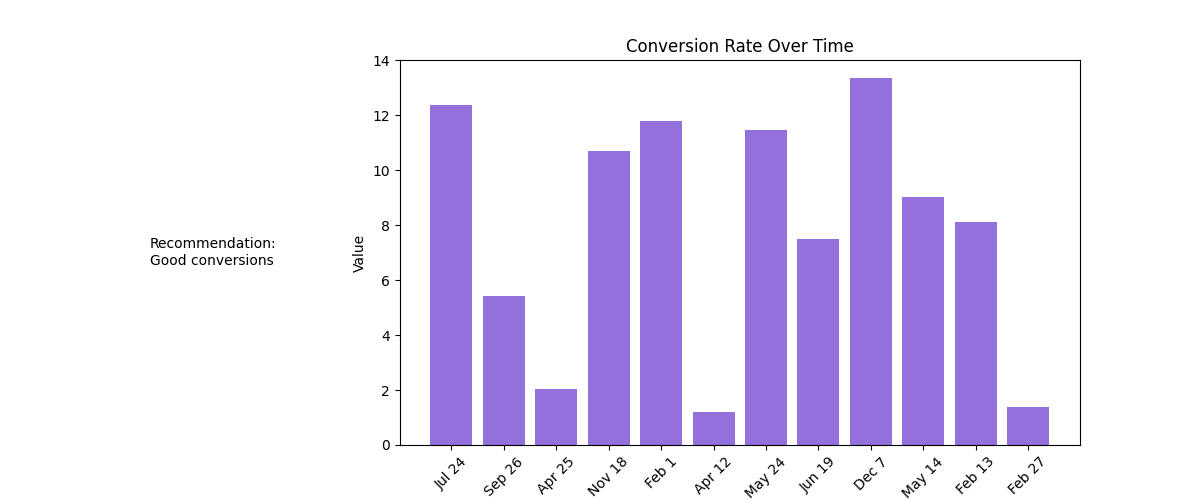 Conversion Rate Over Time
Recommendation:
Good conversions
Value
14
12
10
8
6
4
2
0
Jul 24
Sep 26
Apr 25
Nov 18
Feb 1
Apr 12
May 24
Jun 19
Dec 7
May 14
Feb 13
Feb 27